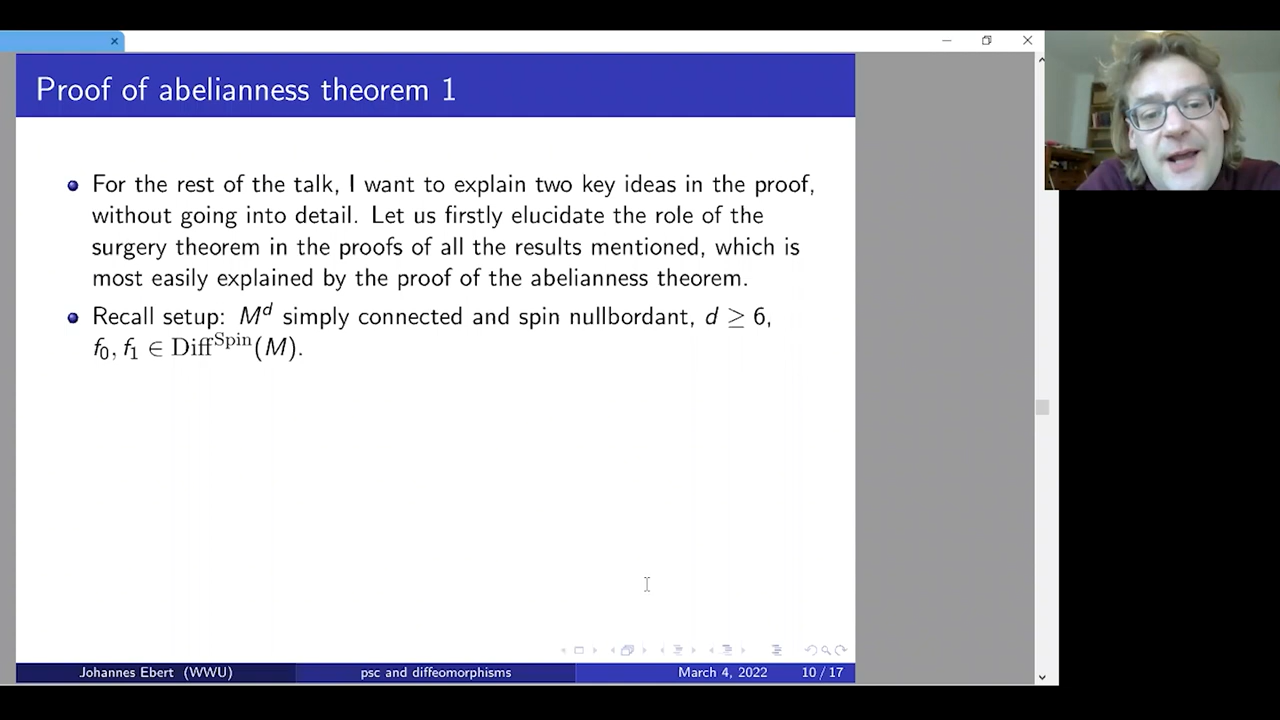 Proof of abelianness theorem 1
For the rest of the talk, I want to explain two key ideas in the proof,
without going into detail. Let us firstly elucidate the role of the
surgery theorem in the proofs of all the results mentioned, which is
most easily explained by the proof of the abelianness theorem.
Recall setup: M^d simply connected and spin nullbordant, d ≥ 6,
f₀, f₁ ∈ Diff^Spin(M).
Johannes Ebert (WWU) psc and diffeomorphisms March 4, 2022 10 / 17